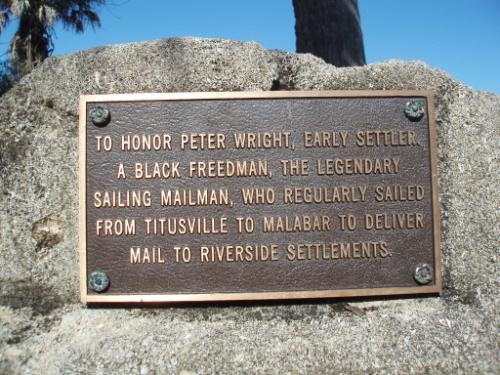 TO HONOR PETER WRIGHT, EARLY SETTLER,
A BLACK FREEDMAN, THE LEGENDARY
SAILING MAILMAN, WHO REGULARLY SAILED
FROM TITUSVILLE TO MALABAR TO DELIVER
MAIL TO RIVERSIDE SETTLEMENTS.